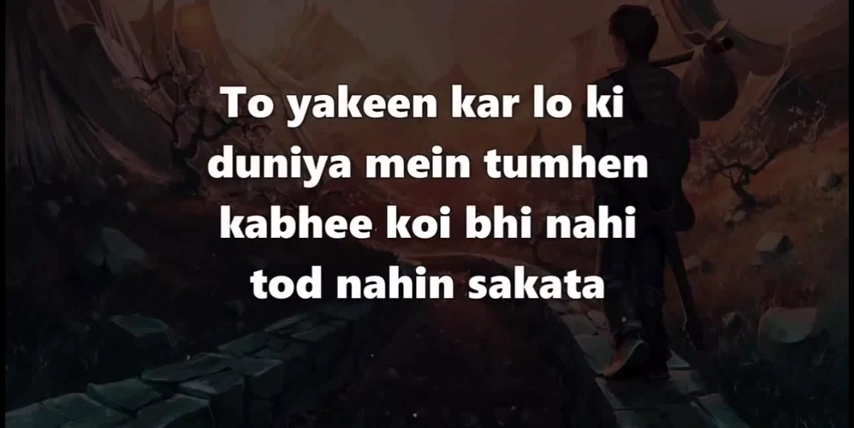 To yakeen kar lo ki
duniya mein tumhen
kabhee koi bhi nahi
tod nahin sakata